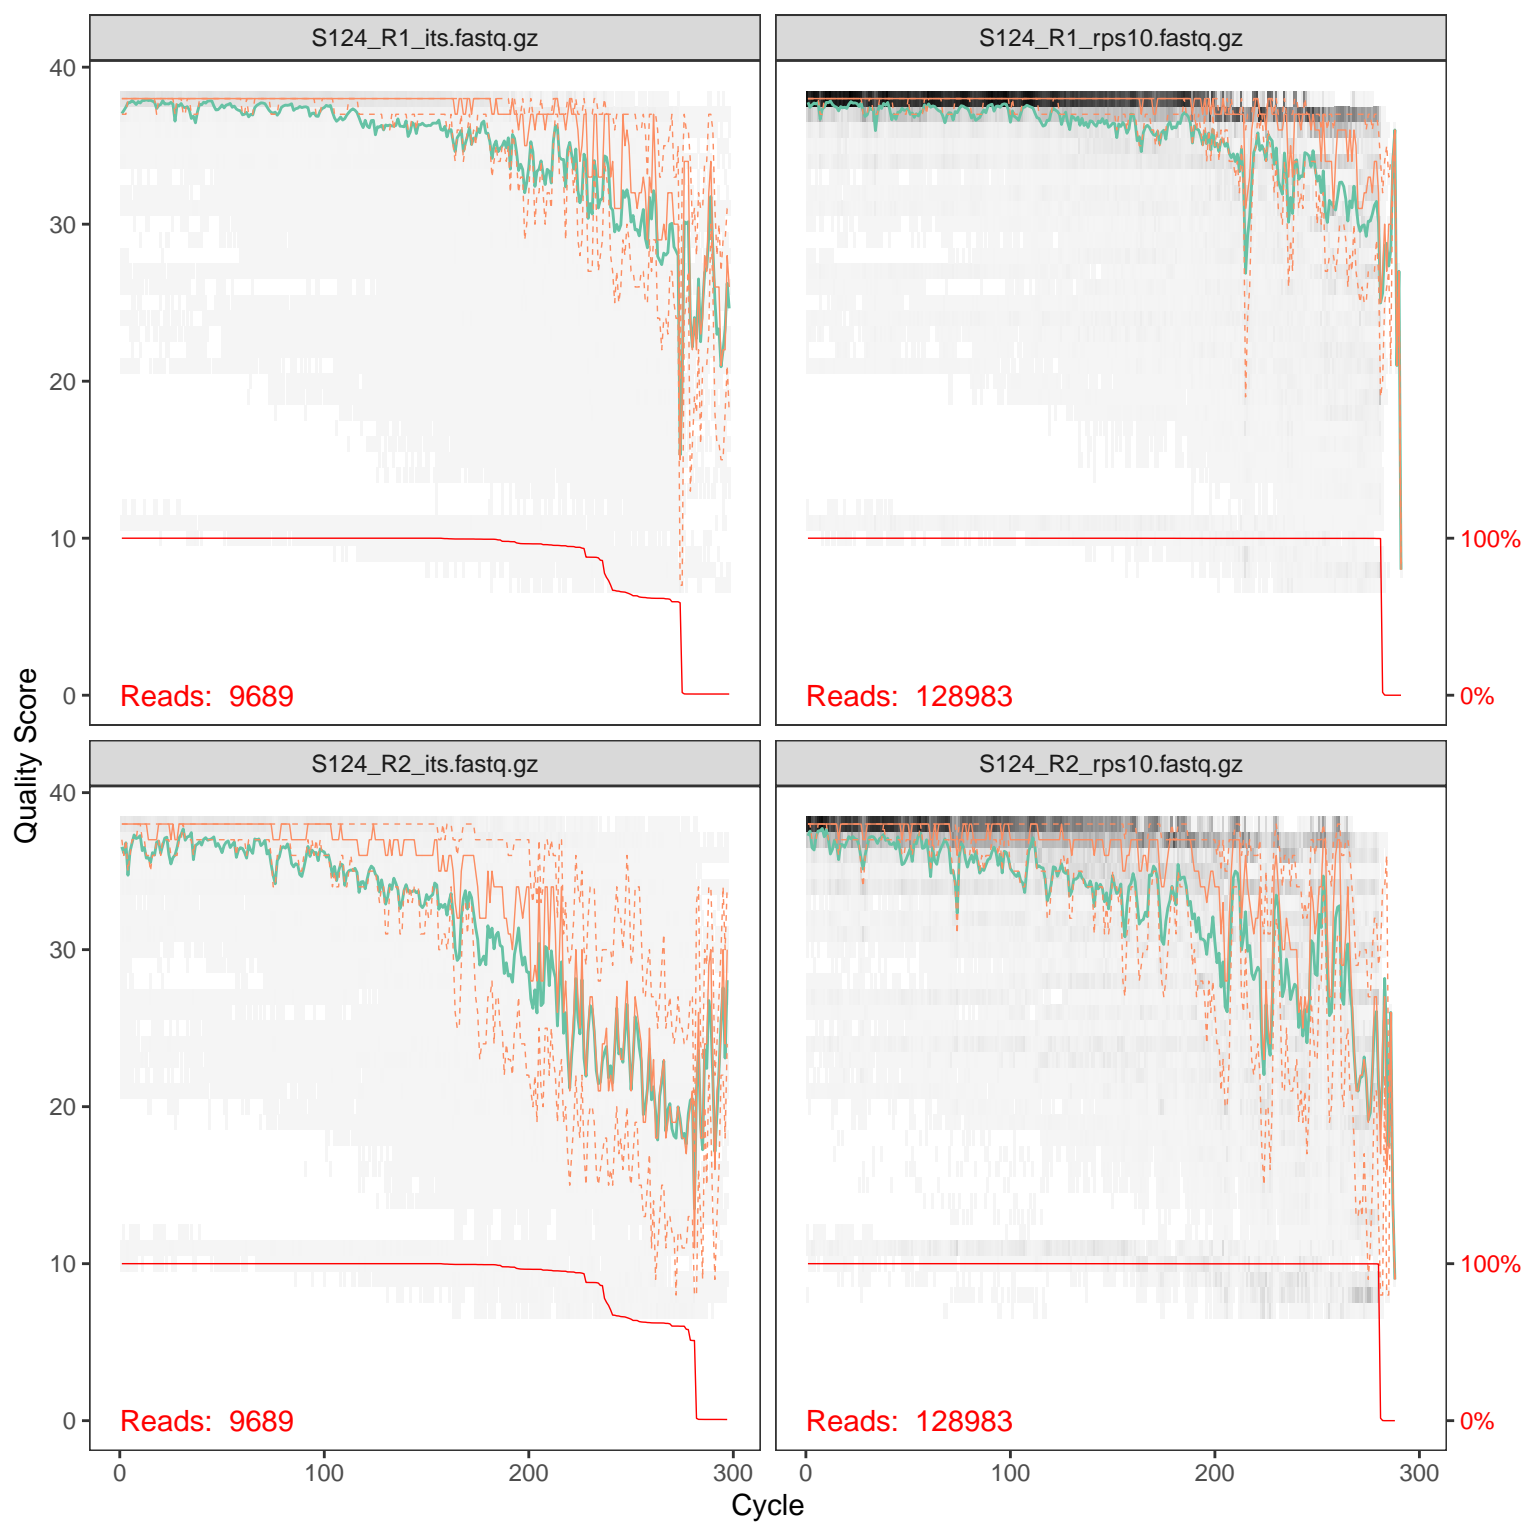 S124_R1_its.fastq.gz
S124_R1_rps10.fastq.gz
40
30
20
10
0
Reads: 9689
Reads: 128983
100%
0%
Quality Score
S124_R2_its.fastq.gz
S124_R2_rps10.fastq.gz
40
30
20
10
0
Reads: 9689
Reads: 128983
100%
0%
0 100 200 300
0 100 200 300
Cycle